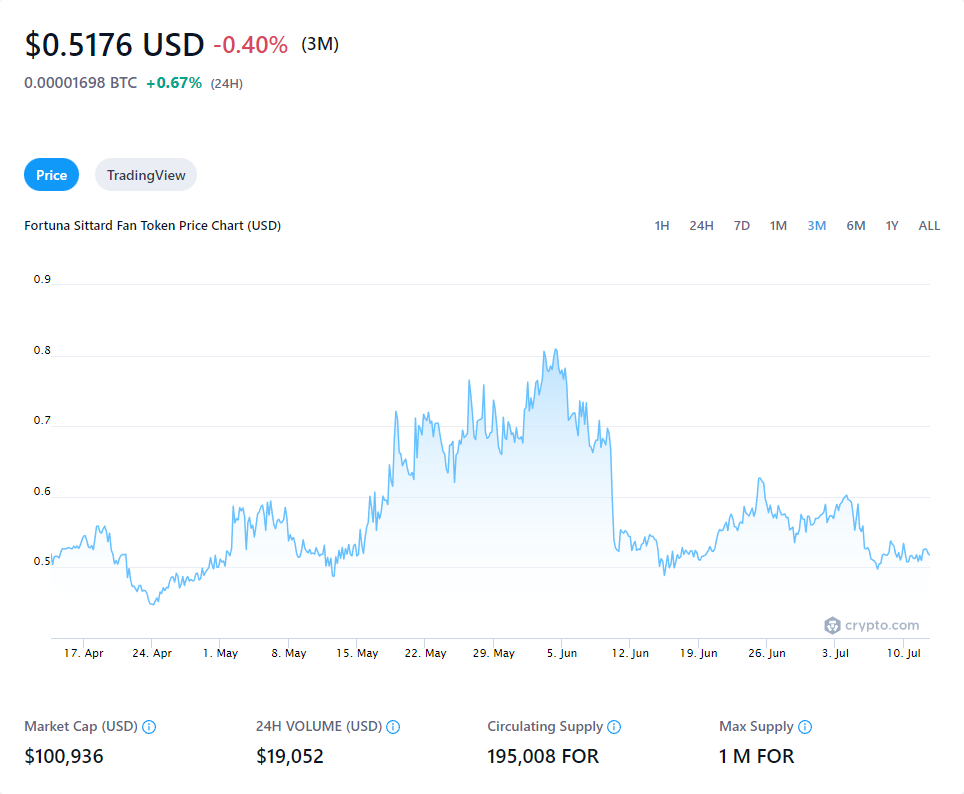 $0.5176 USD -0.40% (3M)
0.00001698 BTC +0.67% (24H)
Price TradingView
Fortuna Sittard Fan Token Price Chart (USD) 1H 24H 7D 1M 3M 6M 1Y ALL
0.9
0.8
0.7
0.6
0.5
crypto.com
17. Apr 24. Apr 1. May 8. May 15. May 22. May 29. May 5. Jun 12. Jun 19. Jun 26. Jun 3. Jul 10. Jul
Market Cap (USD) 24H VOLUME (USD) Circulating Supply Max Supply
$100,936 $19,052 195,008 FOR 1 M FOR